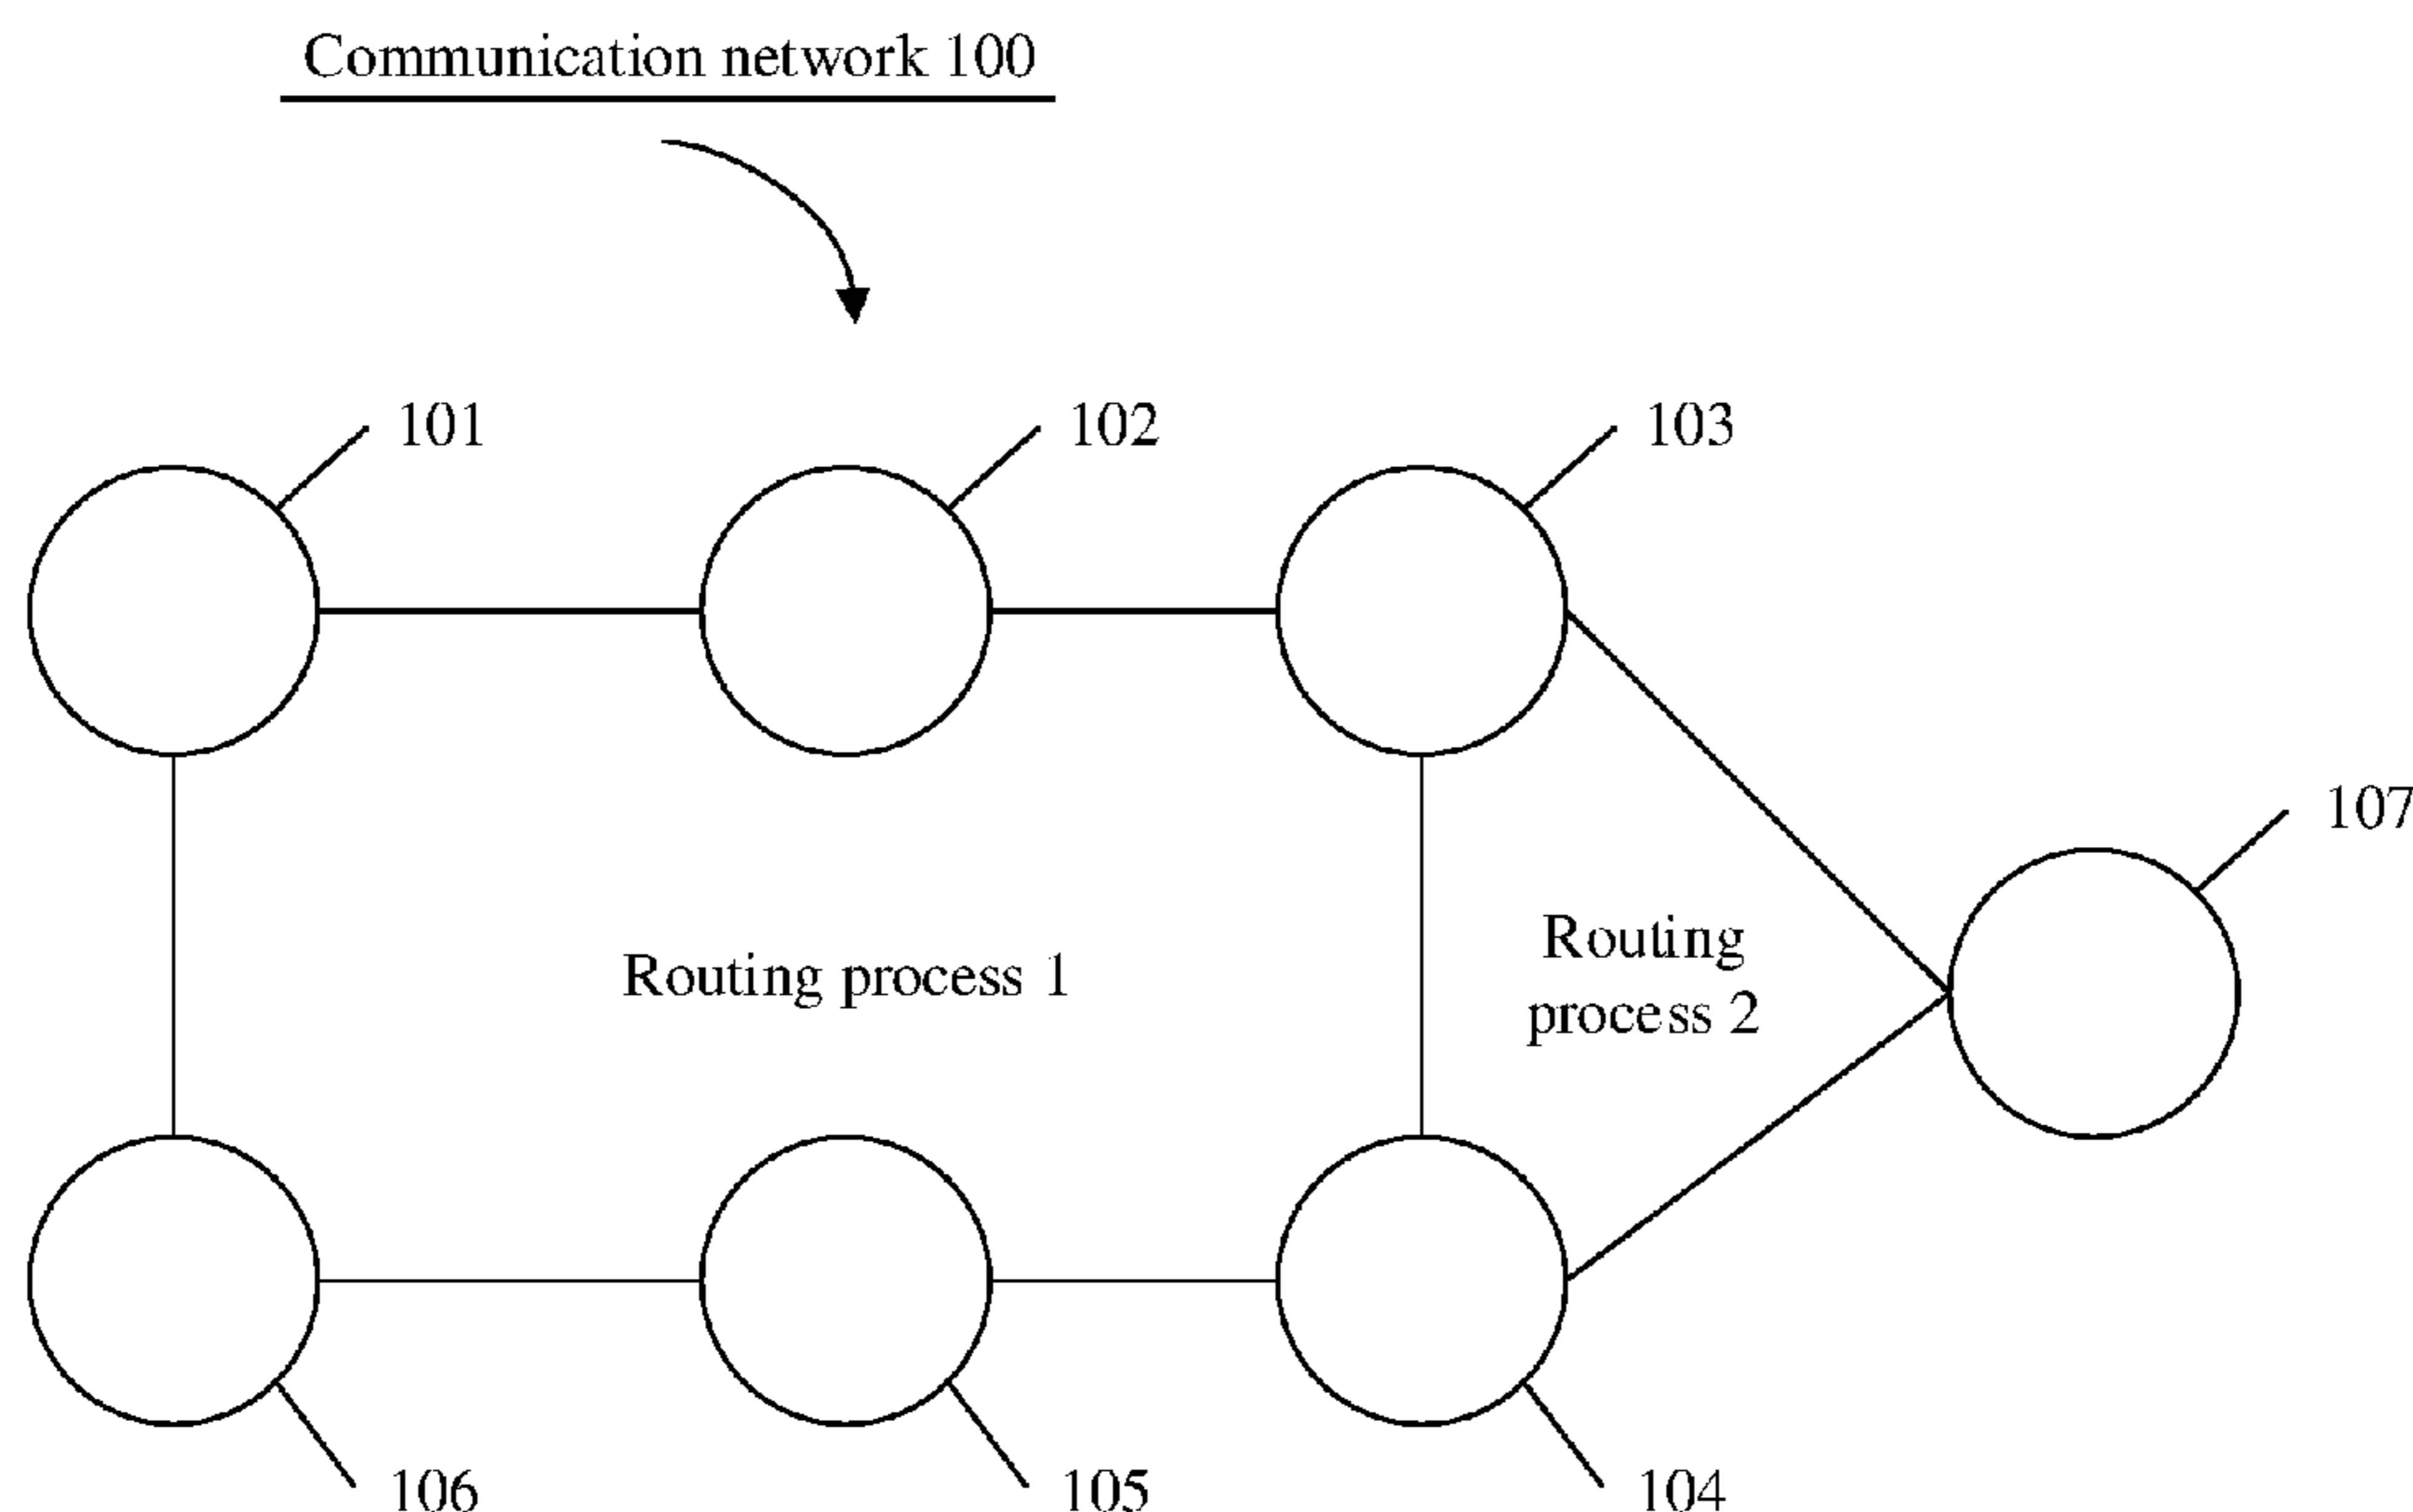 Communication network 100
101
102
103
107
Routing process 1
Routing
process 2
106
105
104